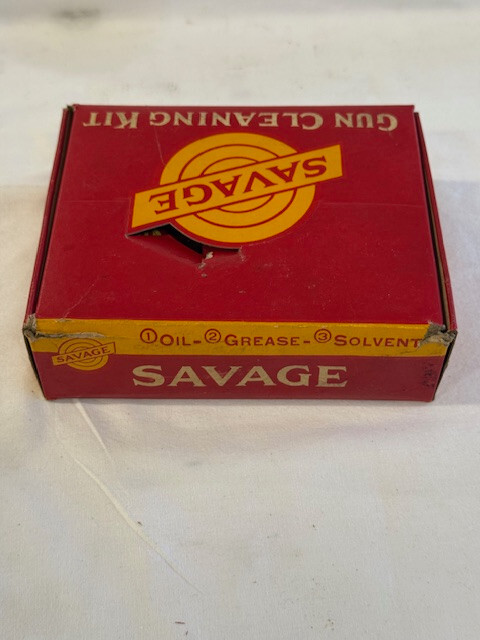 GUN CLEANING KIT
SAVAGE
①OIL-②GREASE-③SOLVENT
SAVAGE
SAVAGE